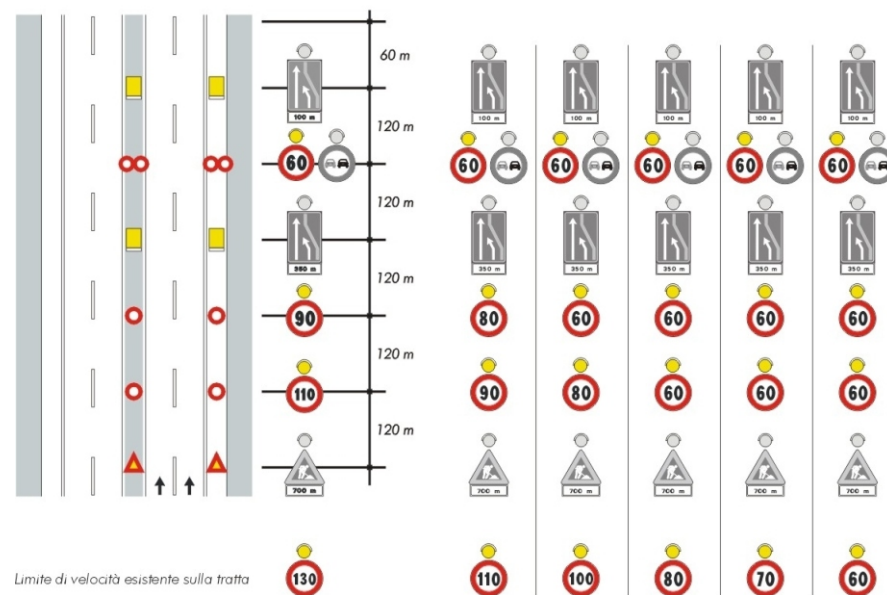 60 m
100 m 100 m 100 m 100 m 100 m 100 m
120 m
60 60 60 60 60 60
120 m
350 m 350 m 350 m 350 m 350 m 350 m
120 m
90 80 60 60 60 60
120 m
110 90 80 60 60 60
120 m
700 m 700 m 700 m 700 m 700 m 700 m
Limite di velocità esistente sulla tratta 130 110 100 80 70 60